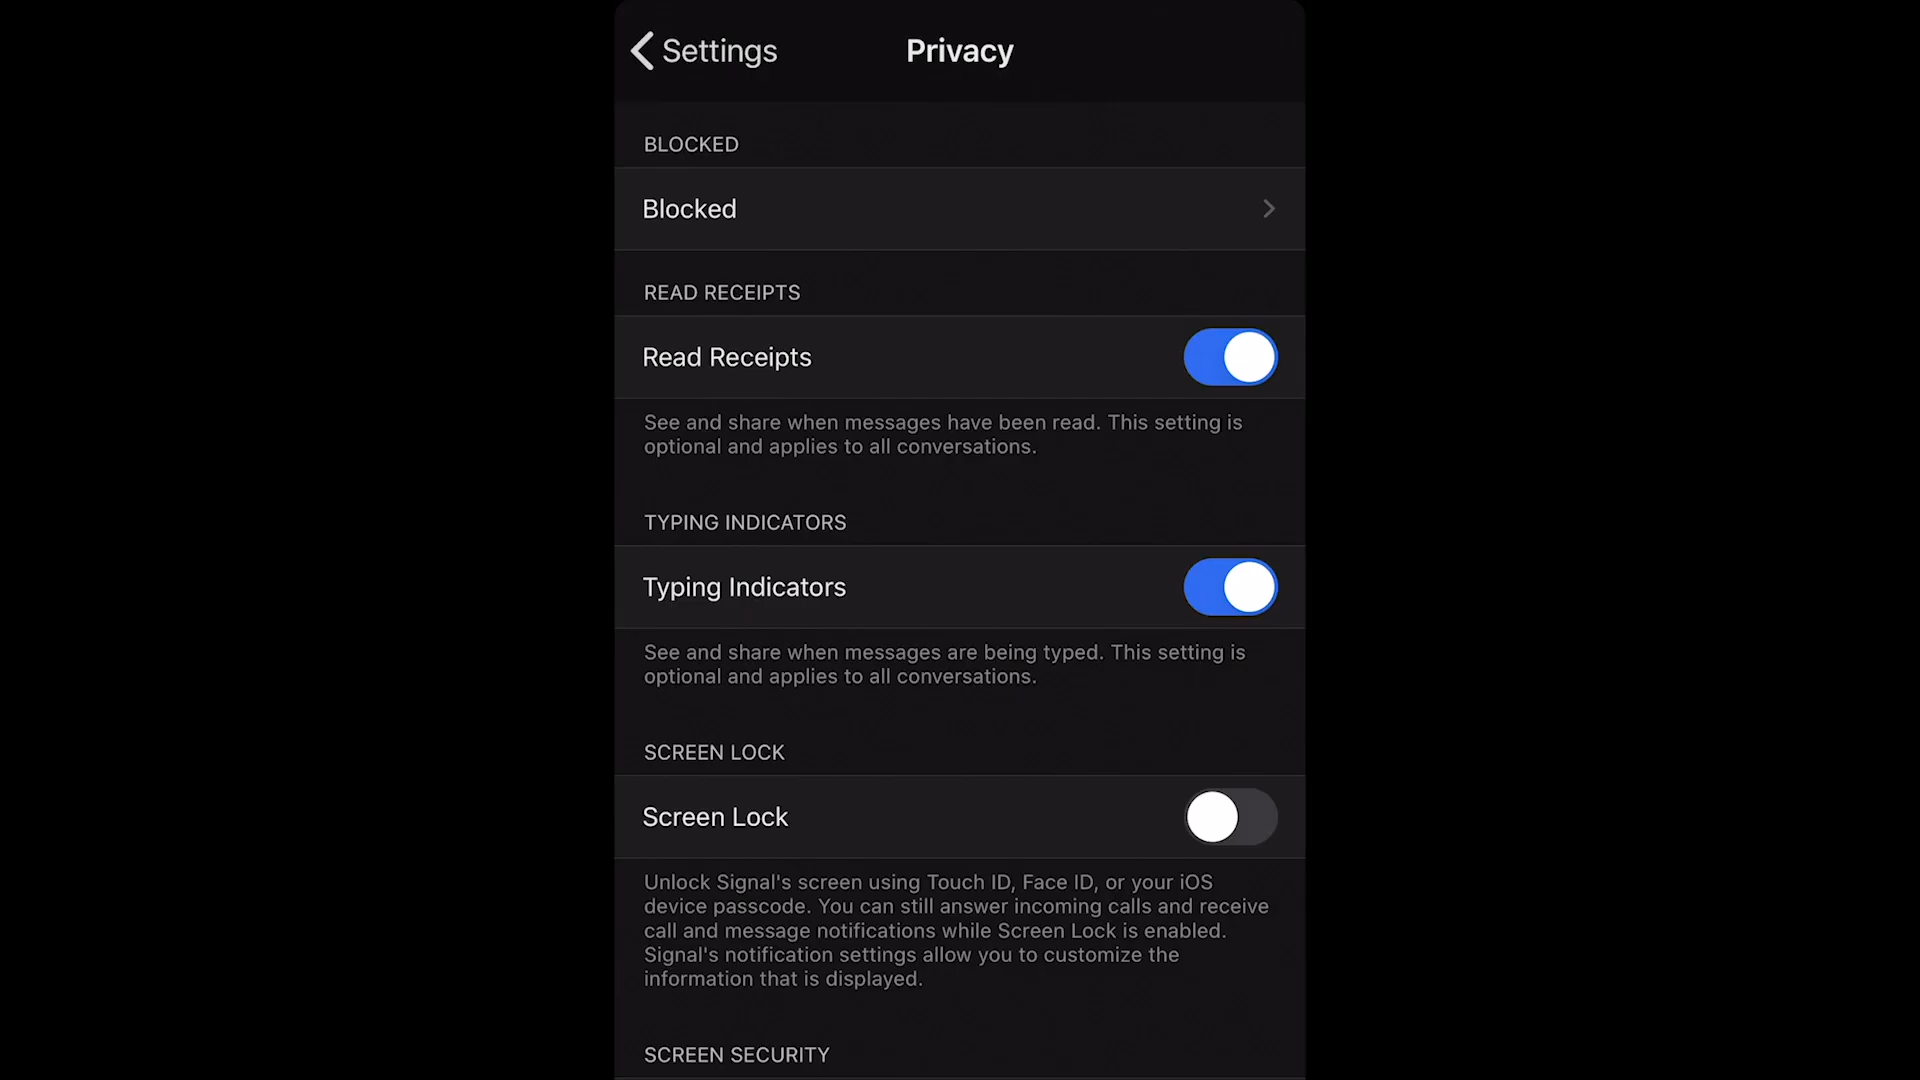 Settings
Privacy
BLOCKED
Blocked
READ RECEIPTS
Read Receipts
See and share when messages have been read. This setting is
optional and applies to all conversations.
TYPING INDICATORS
Typing Indicators
See and share when messages are being typed. This setting is
optional and applies to all conversations.
SCREEN LOCK
Screen Lock
Unlock Signal's screen using Touch ID, Face ID, or your iOS
device passcode. You can still answer incoming calls and receive
call and message notifications while Screen Lock is enabled.
Signal's notification settings allow you to customize the
information that is displayed.
SCREEN SECURITY